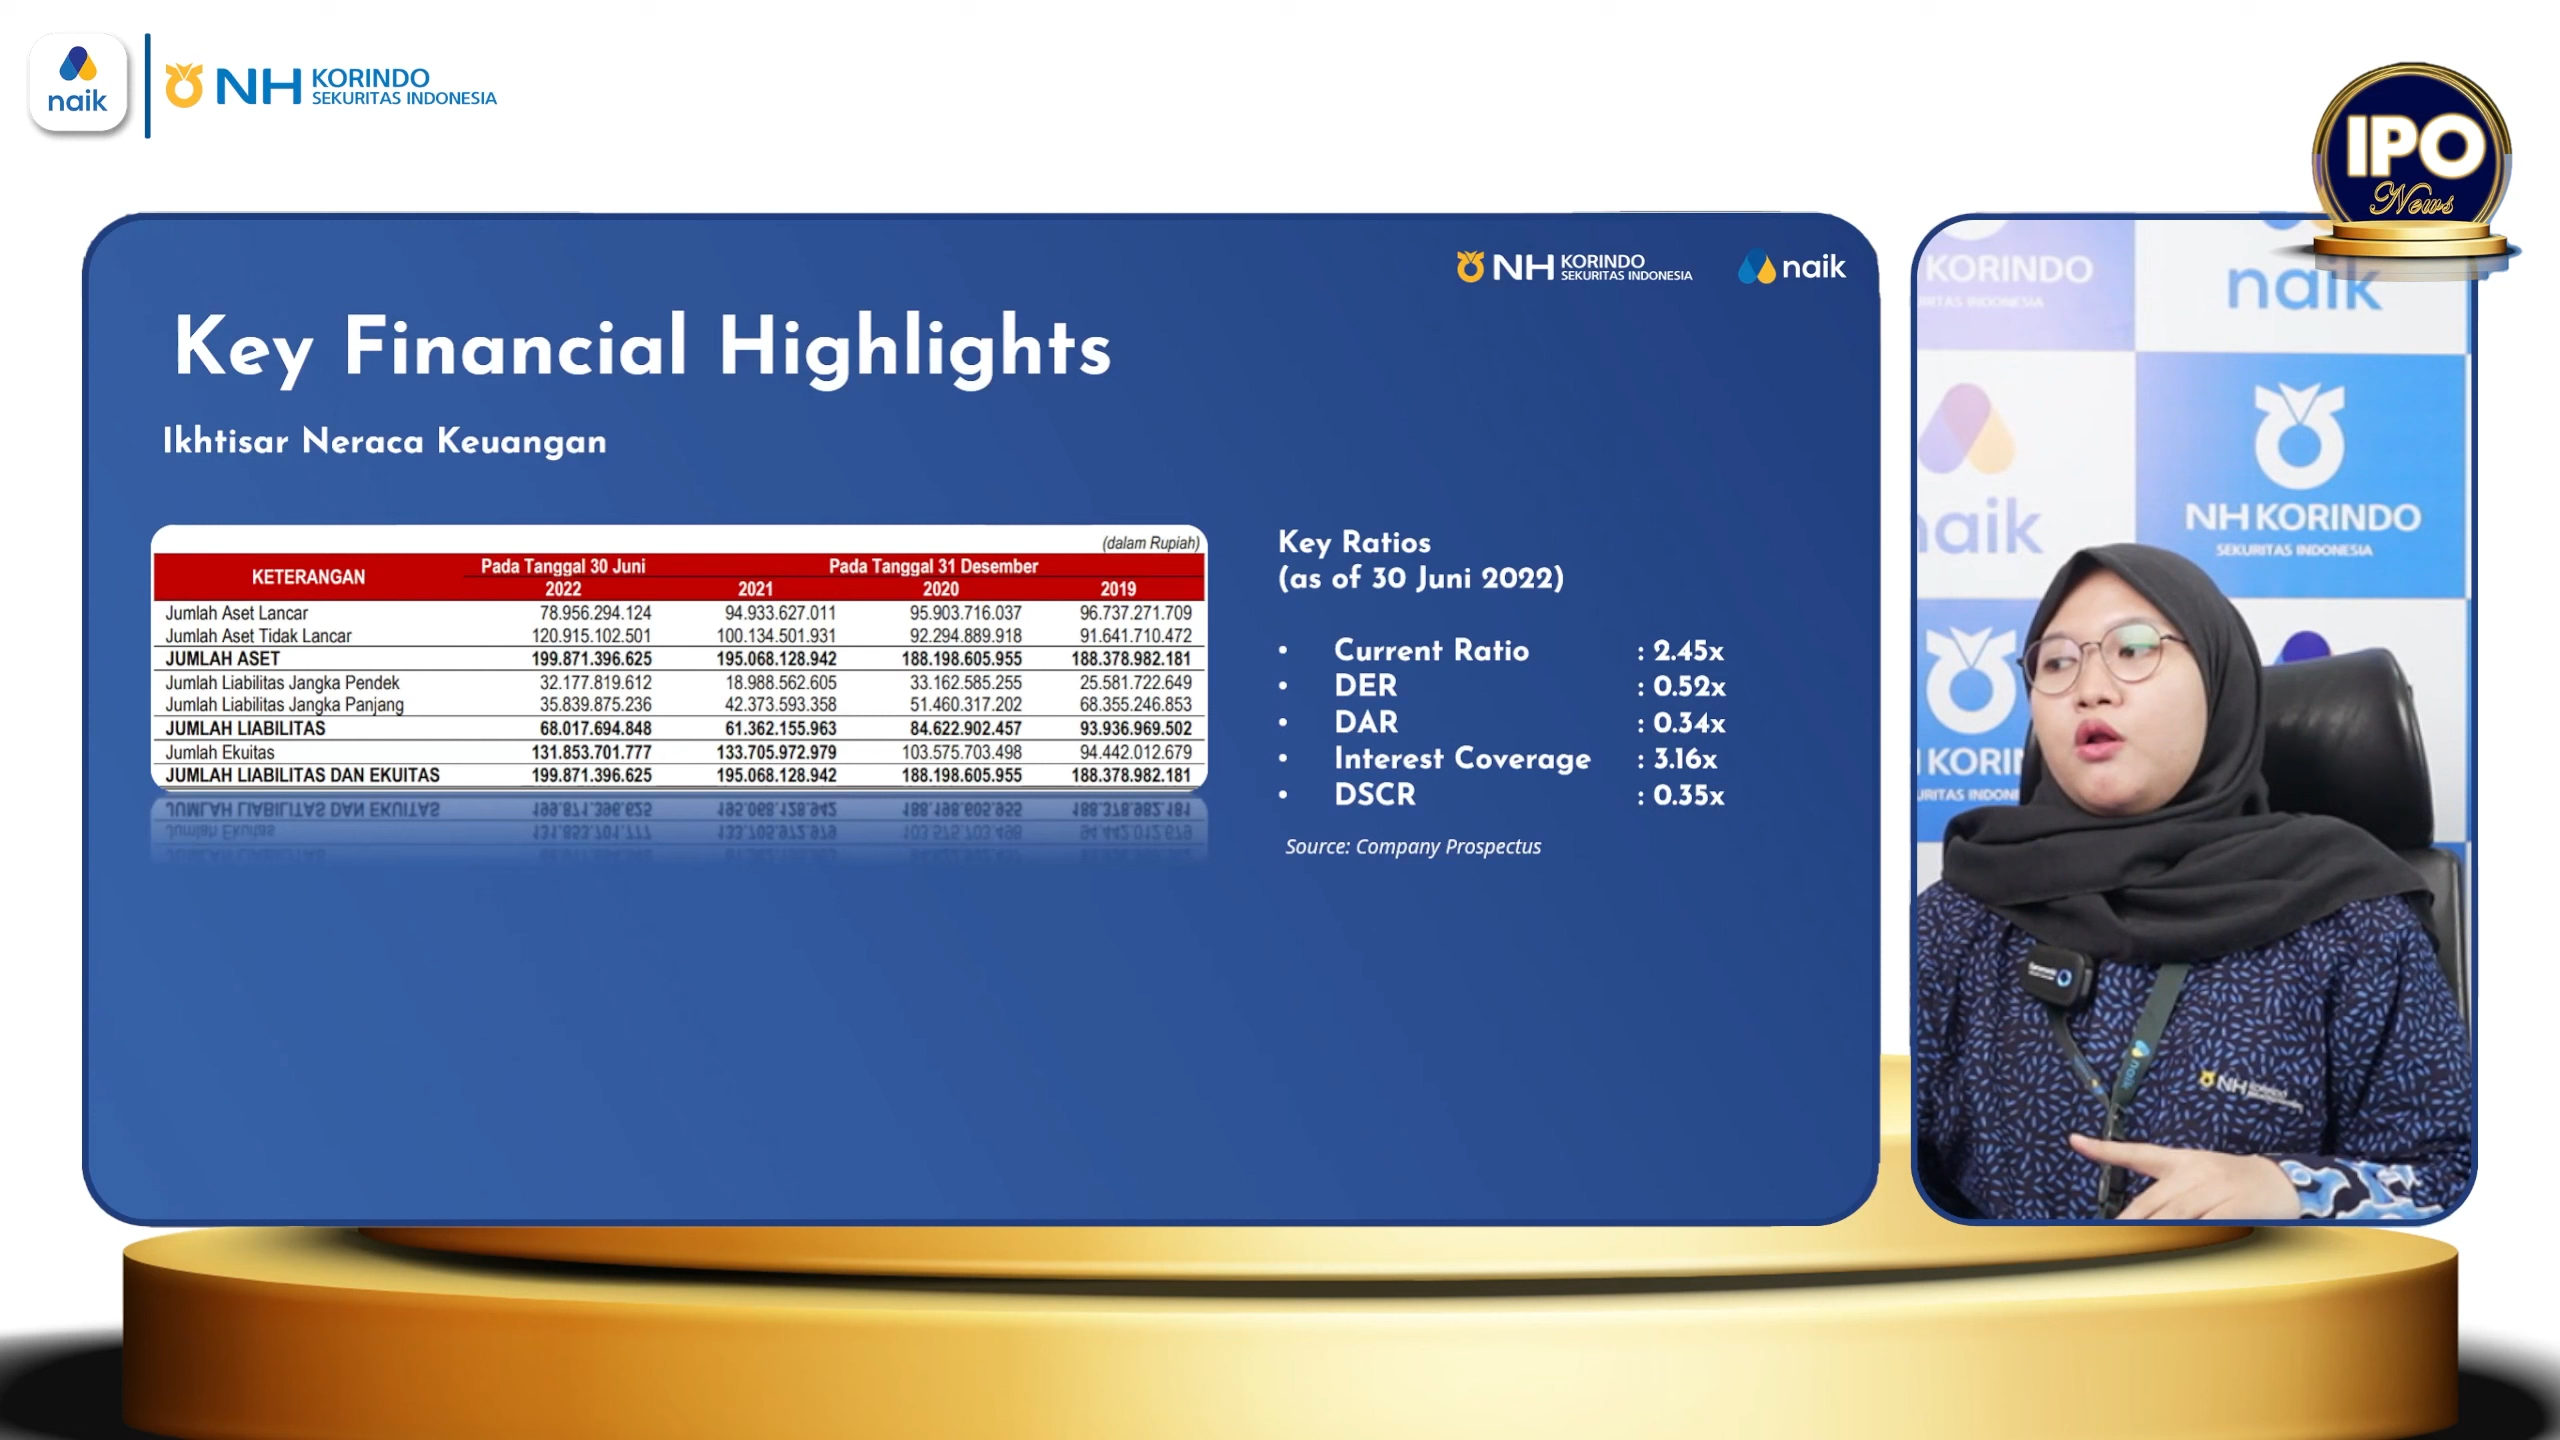 naik
NH KORINDO
SEKURITAS INDONESIA
IPO
News
NH KORINDO
SEKURITAS INDONESIA
naik
Key Financial Highlights
Ikhtisar Neraca Keuangan
(dalam Rupiah)
KETERANGAN Pada Tanggal 30 Juni Pada Tanggal 31 Desember
2022 2021 2020 2019
Jumlah Aset Lancar 78.956.294.124 94.933.627.011 95.903.716.037 96.737.271.709
Jumlah Aset Tidak Lancar 120.915.102.501 100.134.501.931 92.294.889.918 91.641.710.472
JUMLAH ASET 199.871.396.625 195.068.128.942 188.198.605.955 188.378.982.181
Jumlah Liabilitas Jangka Pendek 32.177.819.612 18.988.562.605 33.162.585.255 25.581.722.649
Jumlah Liabilitas Jangka Panjang 35.839.875.236 42.373.593.358 51.460.317.202 68.355.246.853
JUMLAH LIABILITAS 68.017.694.848 61.362.155.963 84.622.902.457 93.936.969.502
Jumlah Ekuitas 131.853.701.777 133.705.972.979 103.575.703.498 94.442.012.679
JUMLAH LIABILITAS DAN EKUITAS 199.871.396.625 195.068.128.942 188.198.605.955 188.378.982.181
Key Ratios
(as of 30 Juni 2022)
• Current Ratio : 2.45x
• DER : 0.52x
• DAR : 0.34x
• Interest Coverage : 3.16x
• DSCR : 0.35x
Source: Company Prospectus
KORINDO
naik
naik
NH KORINDO
SEKURITAS INDONESIA
naik
NH